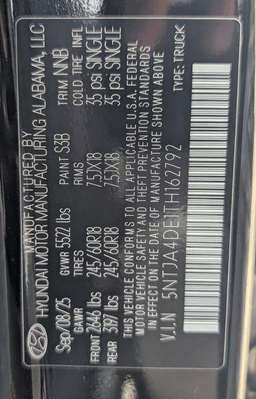 MANUFACTURED BY
HYUNDAI MOTOR MANUFACTURING ALABAMA, LLC
Sep/08/25 GVWR 5522 lbs PAINT S3B TRIM NNB
GAWR RIMS COLD TIRE INFL
FRONT 2646 lbs 245/60R18 7.5JX18 35 psi SINGLE
REAR 3197 lbs 245/60R18 7.5JX18 35 psi SINGLE
THIS VEHICLE CONFORMS TO ALL APPLICABLE U.S.A. FEDERAL
MOTOR VEHICLE SAFETY AND THEFT PREVENTION STANDARDS
IN EFFECT ON THE DATE OF MANUFACTURE SHOWN ABOVE
V.I.N 5NTJA4DE1TH162792 TYPE: TRUCK